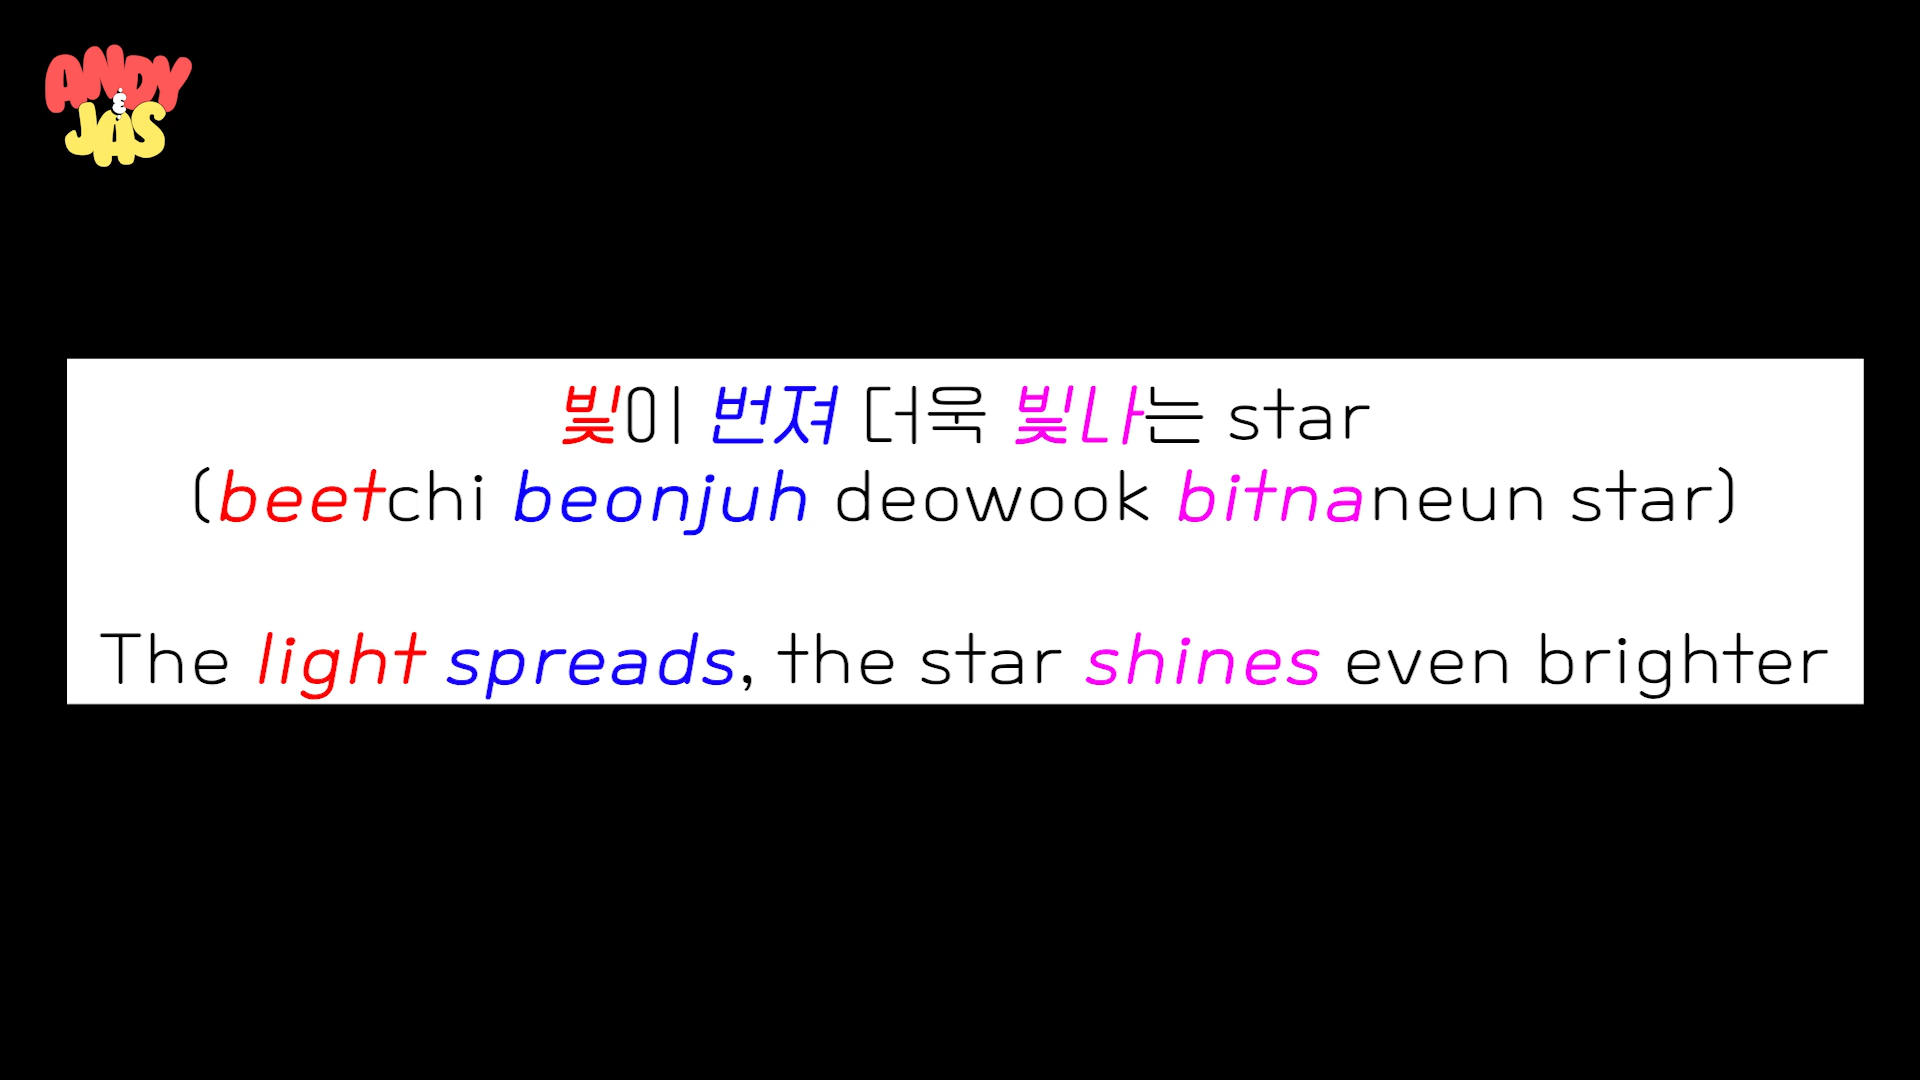 ANDY
&
JAS
빛이 번져 더욱 빛나는 star
(beetchi beonjuh deowook bitnaneun star)
The light spreads, the star shines even brighter